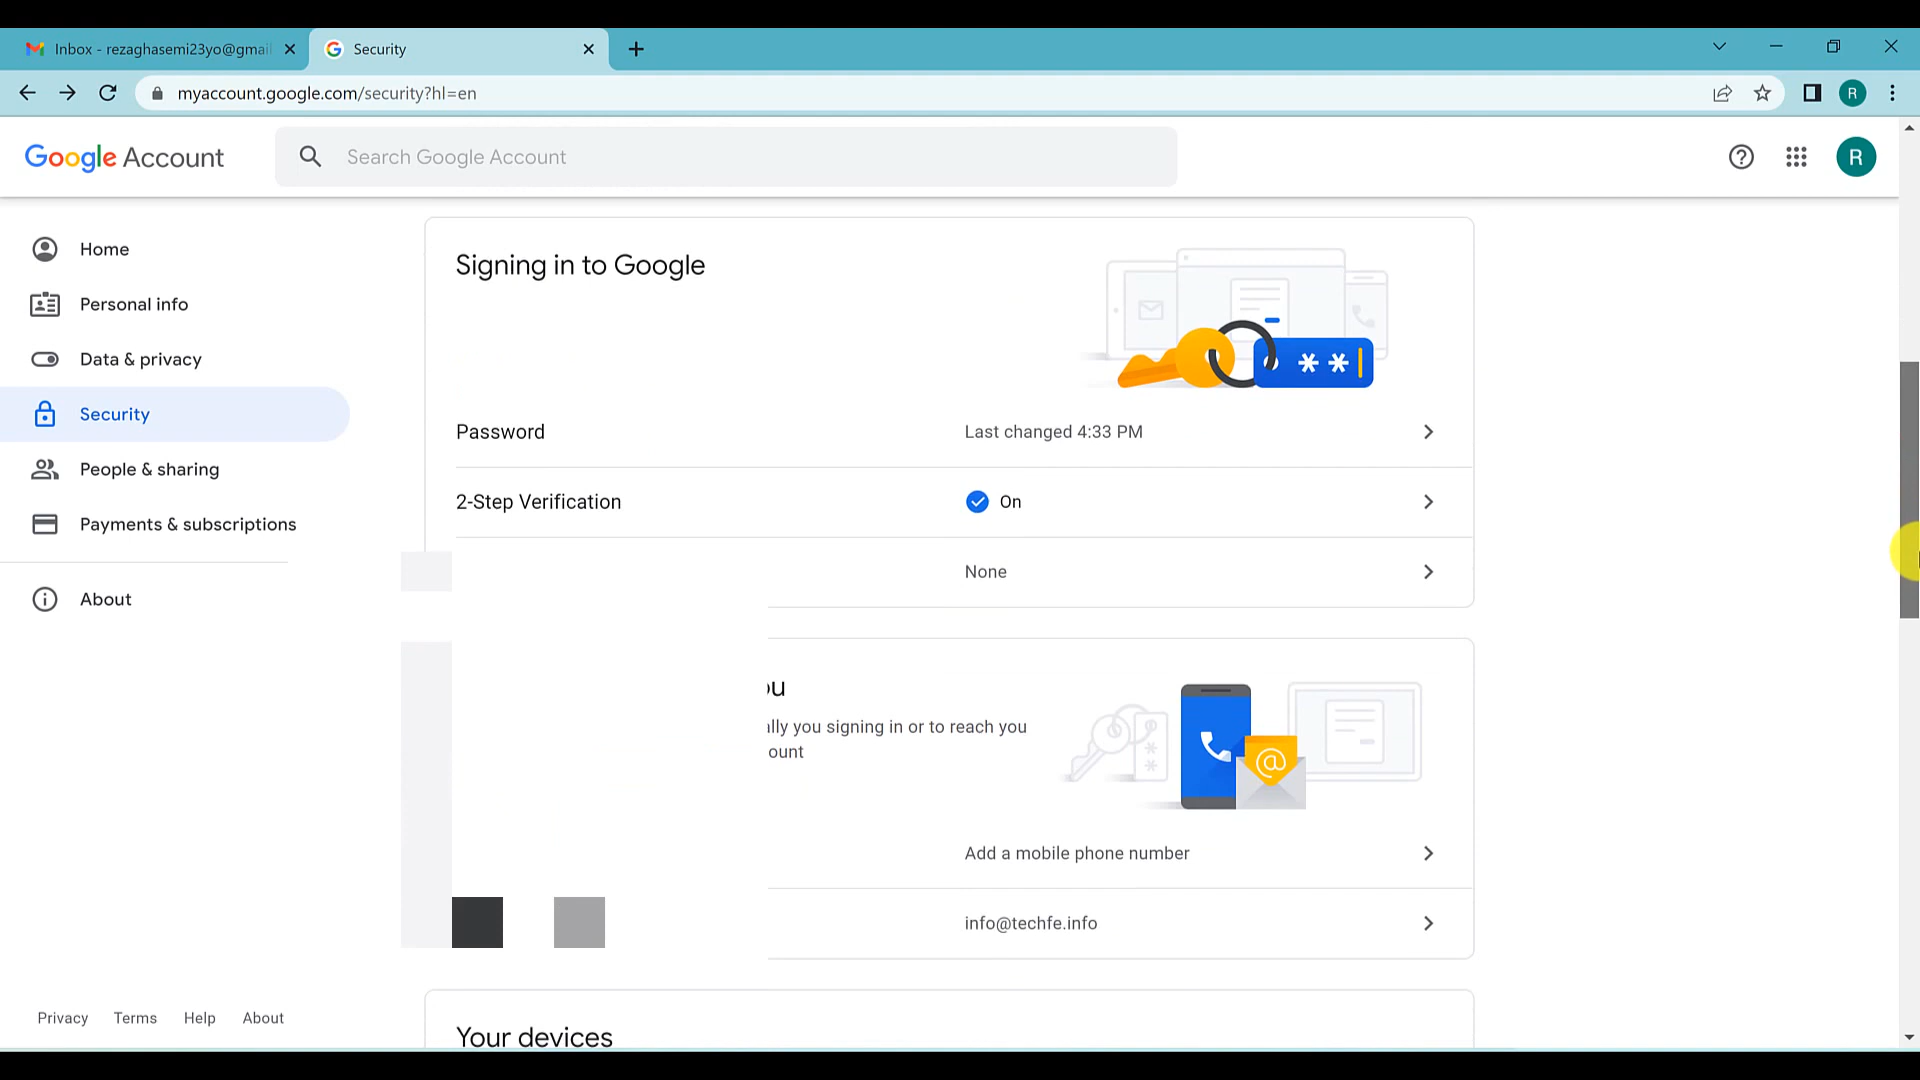 Inbox - rezaghasemi23yo@gmai
Security
myaccount.google.com/security?hl=en
R
Google Account
Search Google Account
R
Home
Personal info
Data & privacy
Security
People & sharing
Payments & subscriptions
About
Signing in to Google
Password
Last changed 4:33 PM
2-Step Verification
On
None
ou
ally you signing in or to reach you
ount
Add a mobile phone number
info@techfe.info
Your devices
Privacy
Terms
Help
About